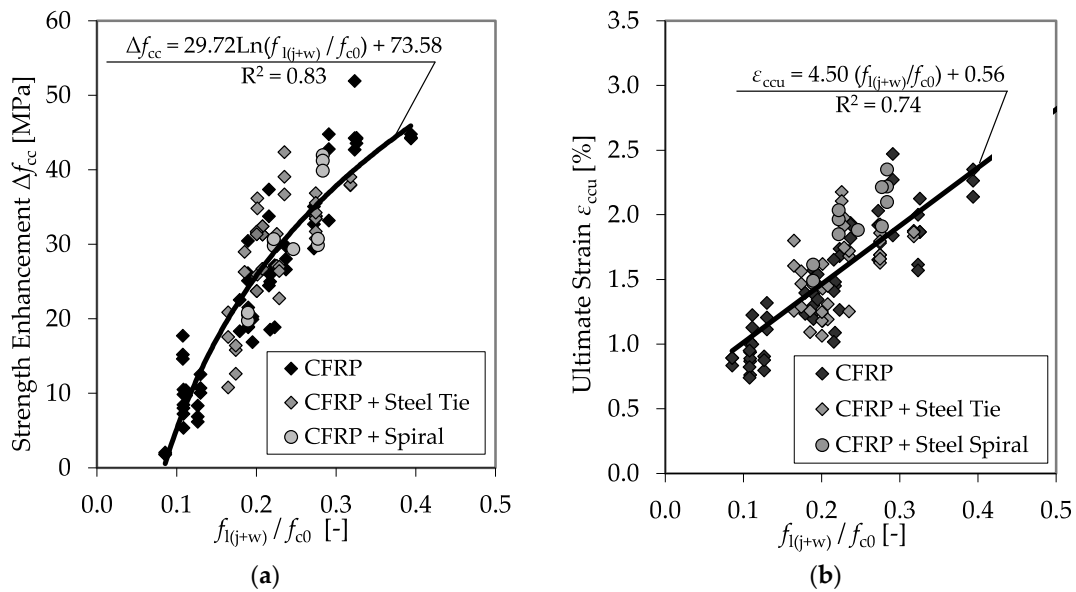 60
50
40
30
20
10
0
Strength Enhancement Δfcc [MPa]
Δfcc = 29.72Ln(f l(j+w) / fc0) + 73.58
R² = 0.83
CFRP
CFRP + Steel Tie
CFRP + Spiral
0.0 0.1 0.2 0.3 0.4 0.5
fl(j+w) / fc0 [-]
(a)
3.5
3.0
2.5
2.0
1.5
1.0
0.5
0.0
Ultimate Strain εccu [%]
εccu = 4.50 (fl(j+w)/fc0) + 0.56
R² = 0.74
CFRP
CFRP + Steel Tie
CFRP + Steel Spiral
0.0 0.1 0.2 0.3 0.4 0.5
fl(j+w) / fc0 [-]
(b)